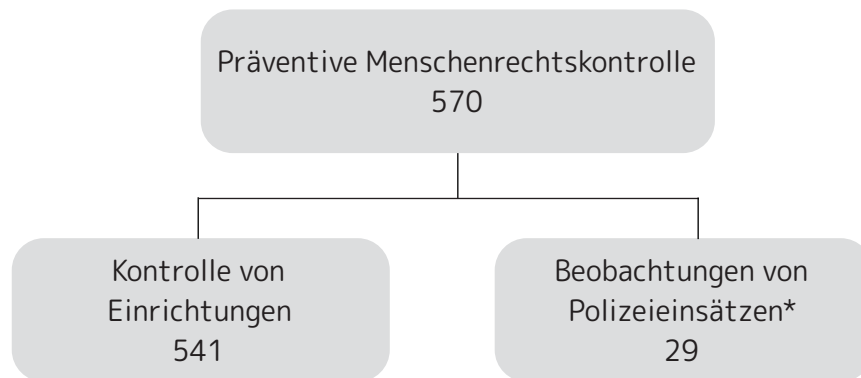 Präventive Menschenrechtskontrolle
570
Kontrolle von
Einrichtungen
541
Beobachtungen von
Polizeieinsätzen*
29